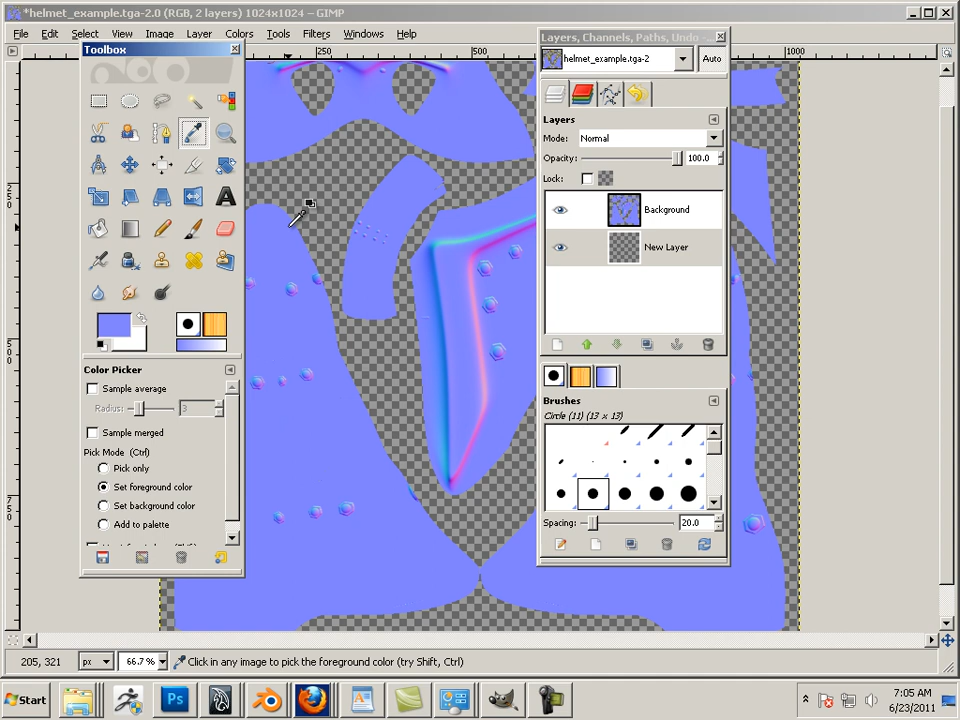 *helmet_example.tga-2.0 (RGB, 2 layers) 1024x1024 – GIMP
File Edit Select View Image Layer Colors Tools Filters Windows Help
Toolbox
250 500 1000
Layers, Channels, Paths, Undo - ...
helmet_example.tga-2 Auto
Layers
Mode: Normal
Opacity: 100.0
Lock:
Background
New Layer
250
500
750
Color Picker
Sample average
Radius: 3
Sample merged
Pick Mode (Ctrl)
Pick only
Set foreground color
Set background color
Add to palette
Brushes
Circle (11) (13 x 13)
Spacing: 20.0
205, 321 px 66.7% Click in any image to pick the foreground color (try Shift, Ctrl)
Start Ps
7:05 AM
6/23/2011